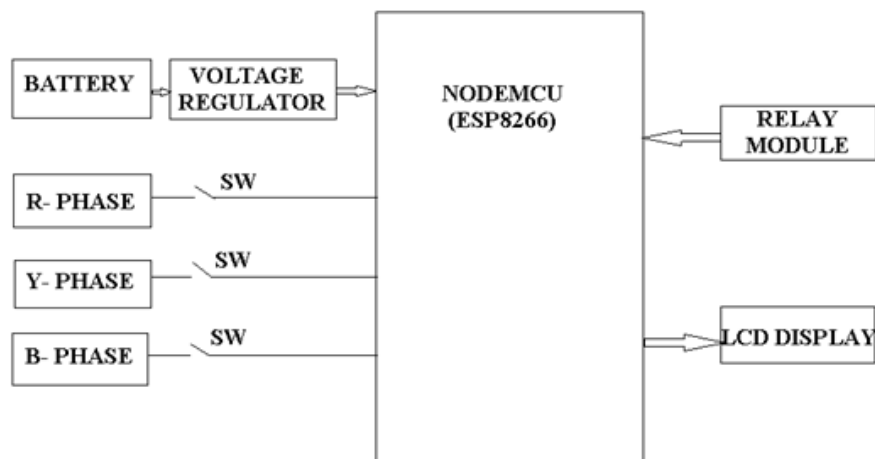 BATTERY
VOLTAGE
REGULATOR
NODEMCU
(ESP8266)
RELAY
MODULE
R- PHASE
SW
Y- PHASE
SW
B- PHASE
SW
LCD DISPLAY